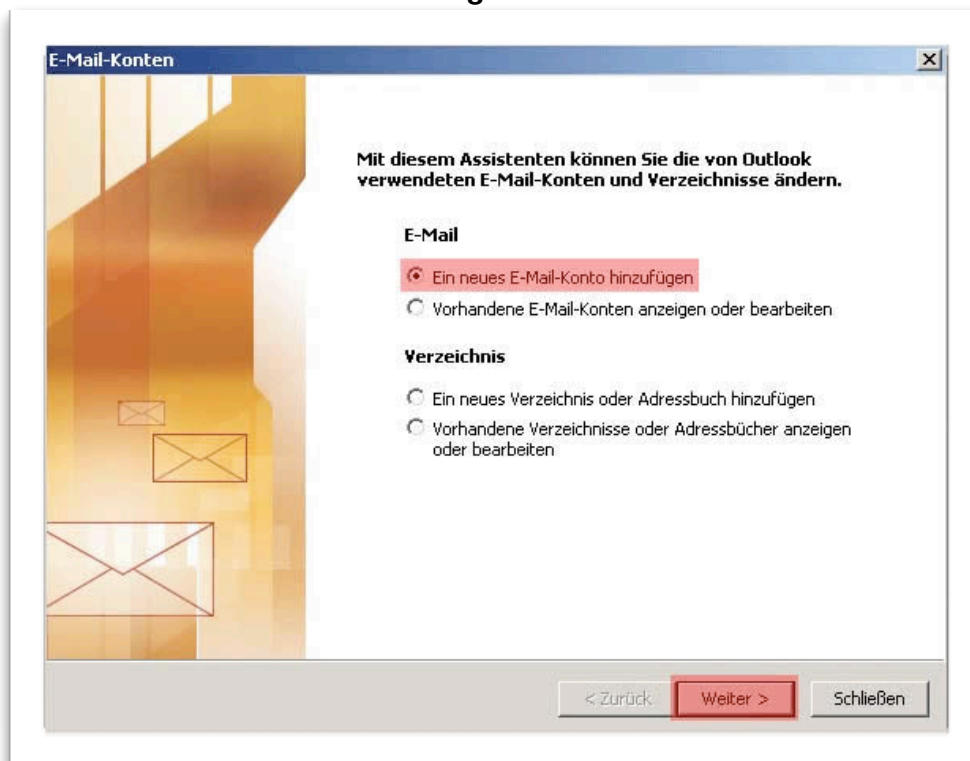 E-Mail-Konten
Mit diesem Assistenten können Sie die von Outlook
verwendeten E-Mail-Konten und Verzeichnisse ändern.
E-Mail
Ein neues E-Mail-Konto hinzufügen
Vorhandene E-Mail-Konten anzeigen oder bearbeiten
Verzeichnis
Ein neues Verzeichnis oder Adressbuch hinzufügen
Vorhandene Verzeichnisse oder Adressbücher anzeigen
oder bearbeiten
< Zurück Weiter > Schließen